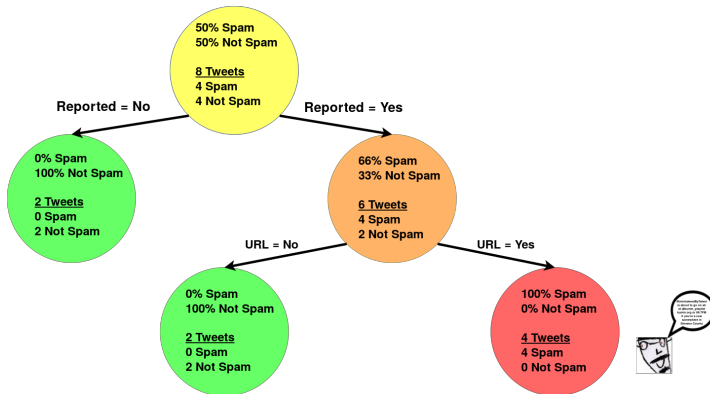 50% Spam
50% Not Spam
8 Tweets
4 Spam
4 Not Spam
Reported = No
Reported = Yes
0% Spam
100% Not Spam
2 Tweets
0 Spam
2 Not Spam
66% Spam
33% Not Spam
6 Tweets
4 Spam
2 Not Spam
URL = No
URL = Yes
0% Spam
100% Not Spam
2 Tweets
0 Spam
2 Not Spam
100% Spam
0% Not Spam
4 Tweets
4 Spam
0 Not Spam